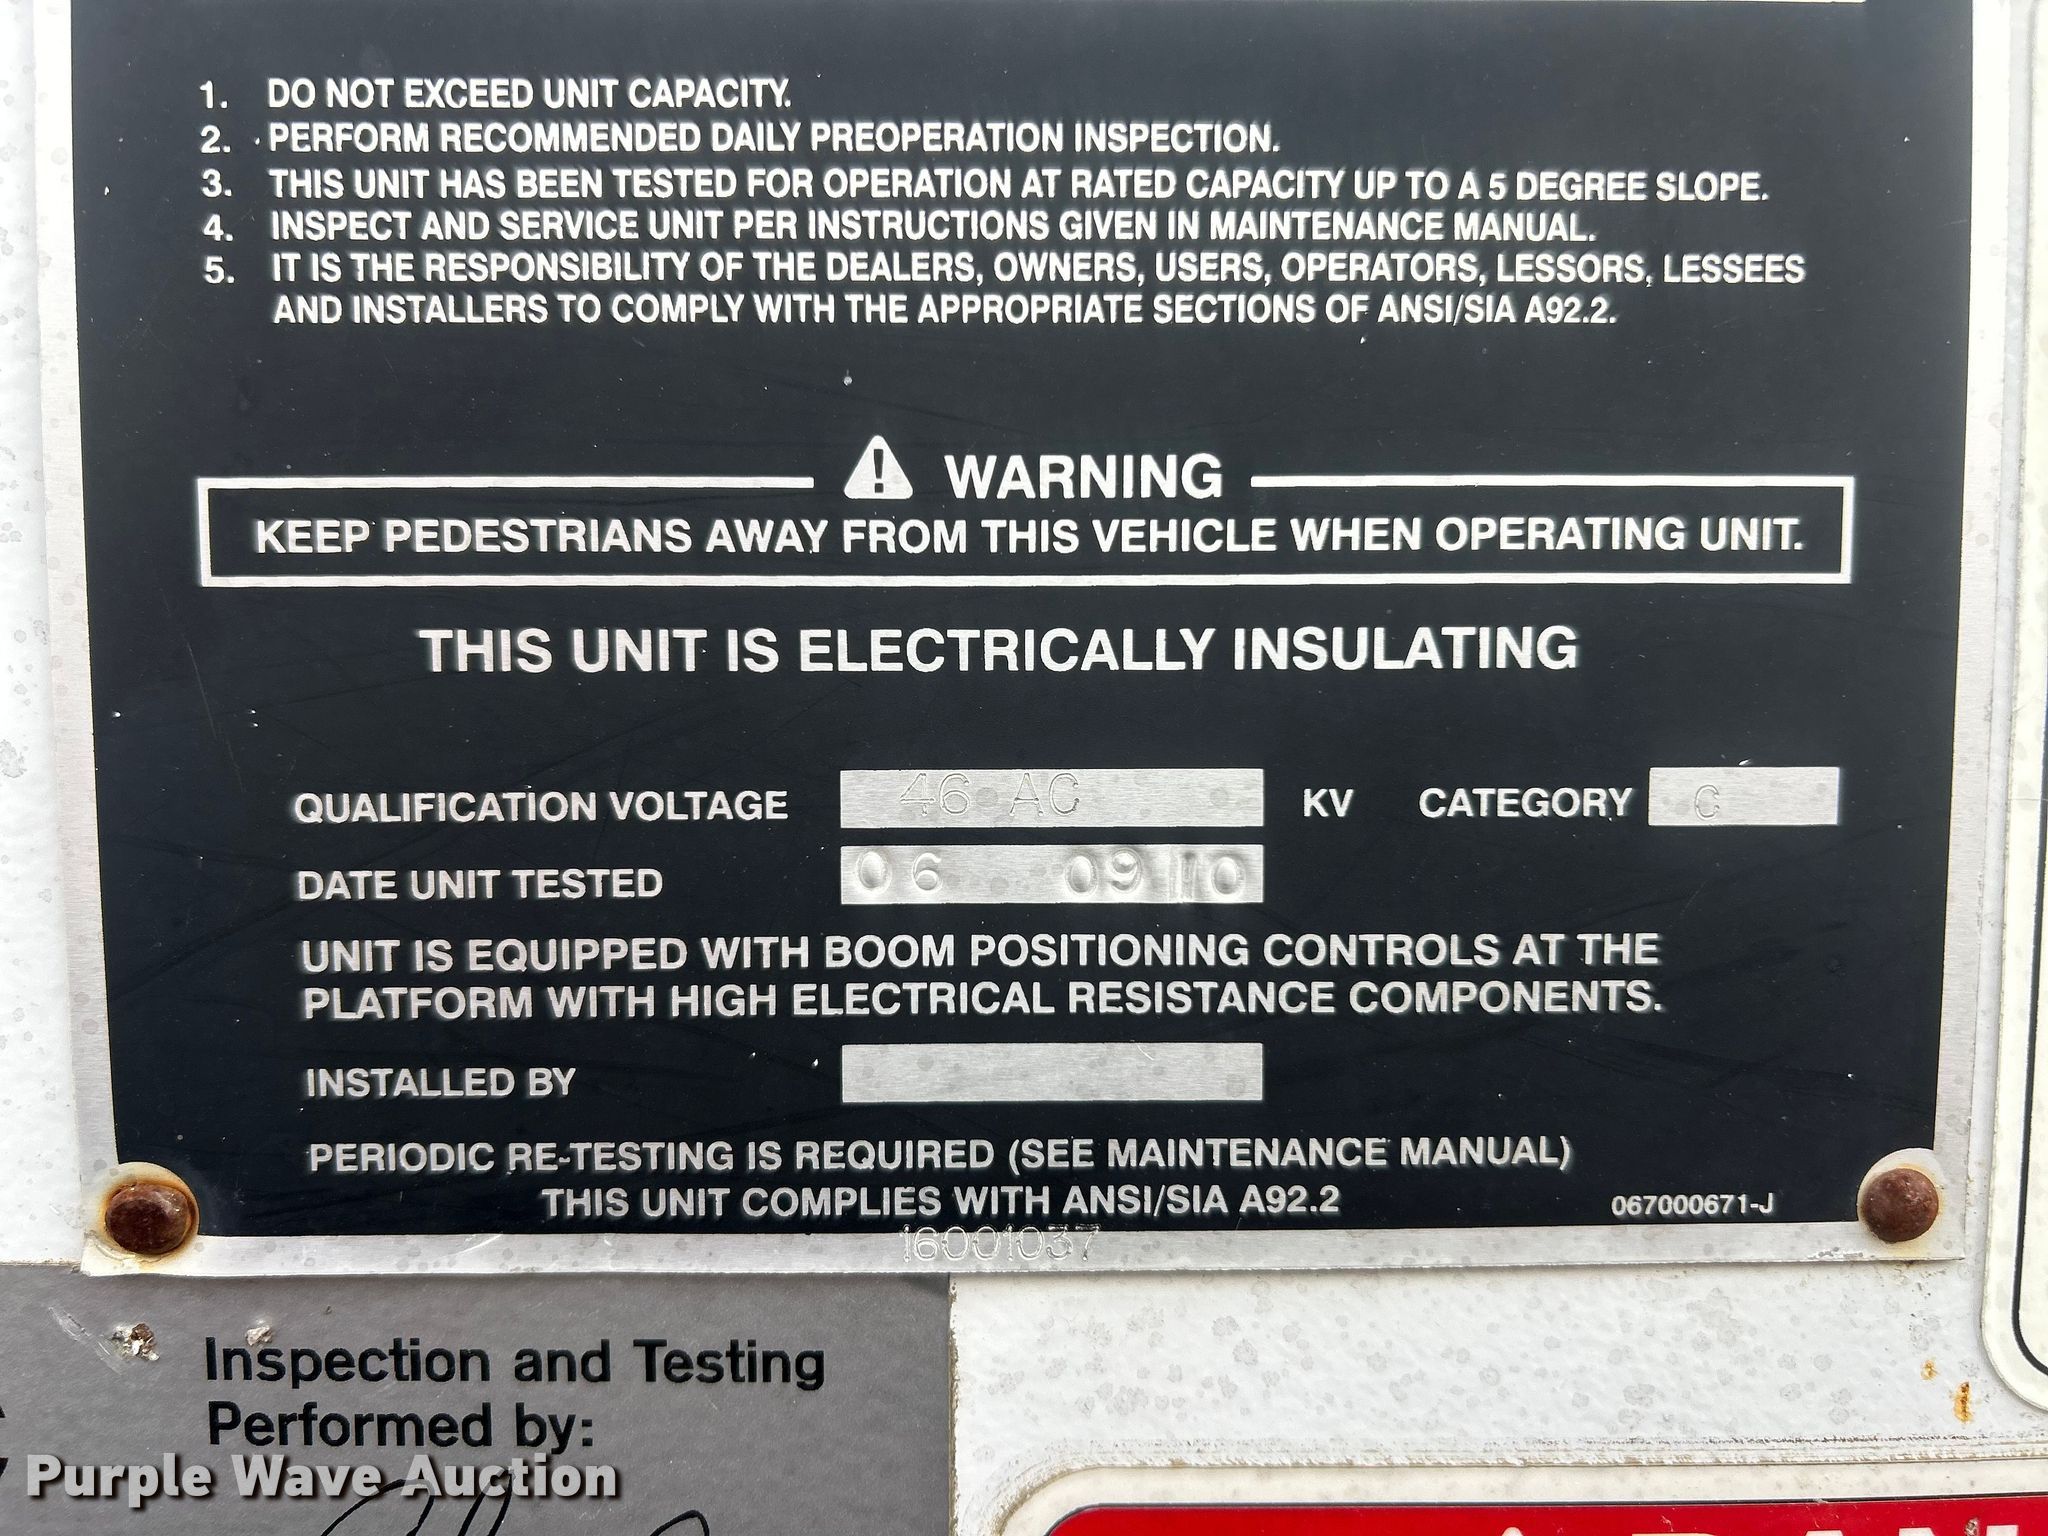 1. DO NOT EXCEED UNIT CAPACITY.
2. PERFORM RECOMMENDED DAILY PREOPERATION INSPECTION.
3. THIS UNIT HAS BEEN TESTED FOR OPERATION AT RATED CAPACITY UP TO A 5 DEGREE SLOPE.
4. INSPECT AND SERVICE UNIT PER INSTRUCTIONS GIVEN IN MAINTENANCE MANUAL.
5. IT IS THE RESPONSIBILITY OF THE DEALERS, OWNERS, USERS, OPERATORS, LESSORS, LESSEES
AND INSTALLERS TO COMPLY WITH THE APPROPRIATE SECTIONS OF ANSI/SIA A92.2.
WARNING
KEEP PEDESTRIANS AWAY FROM THIS VEHICLE WHEN OPERATING UNIT.
THIS UNIT IS ELECTRICALLY INSULATING
QUALIFICATION VOLTAGE 46 AC KV CATEGORY C
DATE UNIT TESTED 06 09 10
UNIT IS EQUIPPED WITH BOOM POSITIONING CONTROLS AT THE
PLATFORM WITH HIGH ELECTRICAL RESISTANCE COMPONENTS.
INSTALLED BY
PERIODIC RE-TESTING IS REQUIRED (SEE MAINTENANCE MANUAL)
THIS UNIT COMPLIES WITH ANSI/SIA A92.2
067000671-J
16001037
Inspection and Testing
Performed by:
Purple Wave Auction